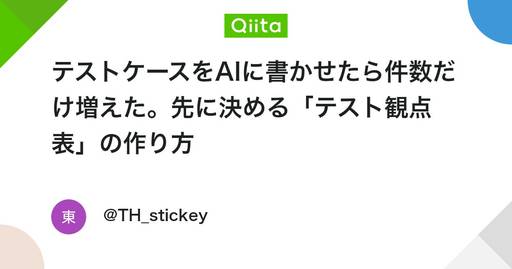 Qiita
テストケースをAIに書かせたら件数だ
け増えた。先に決める「テスト観点
表」の作り方
東
@TH_stickey